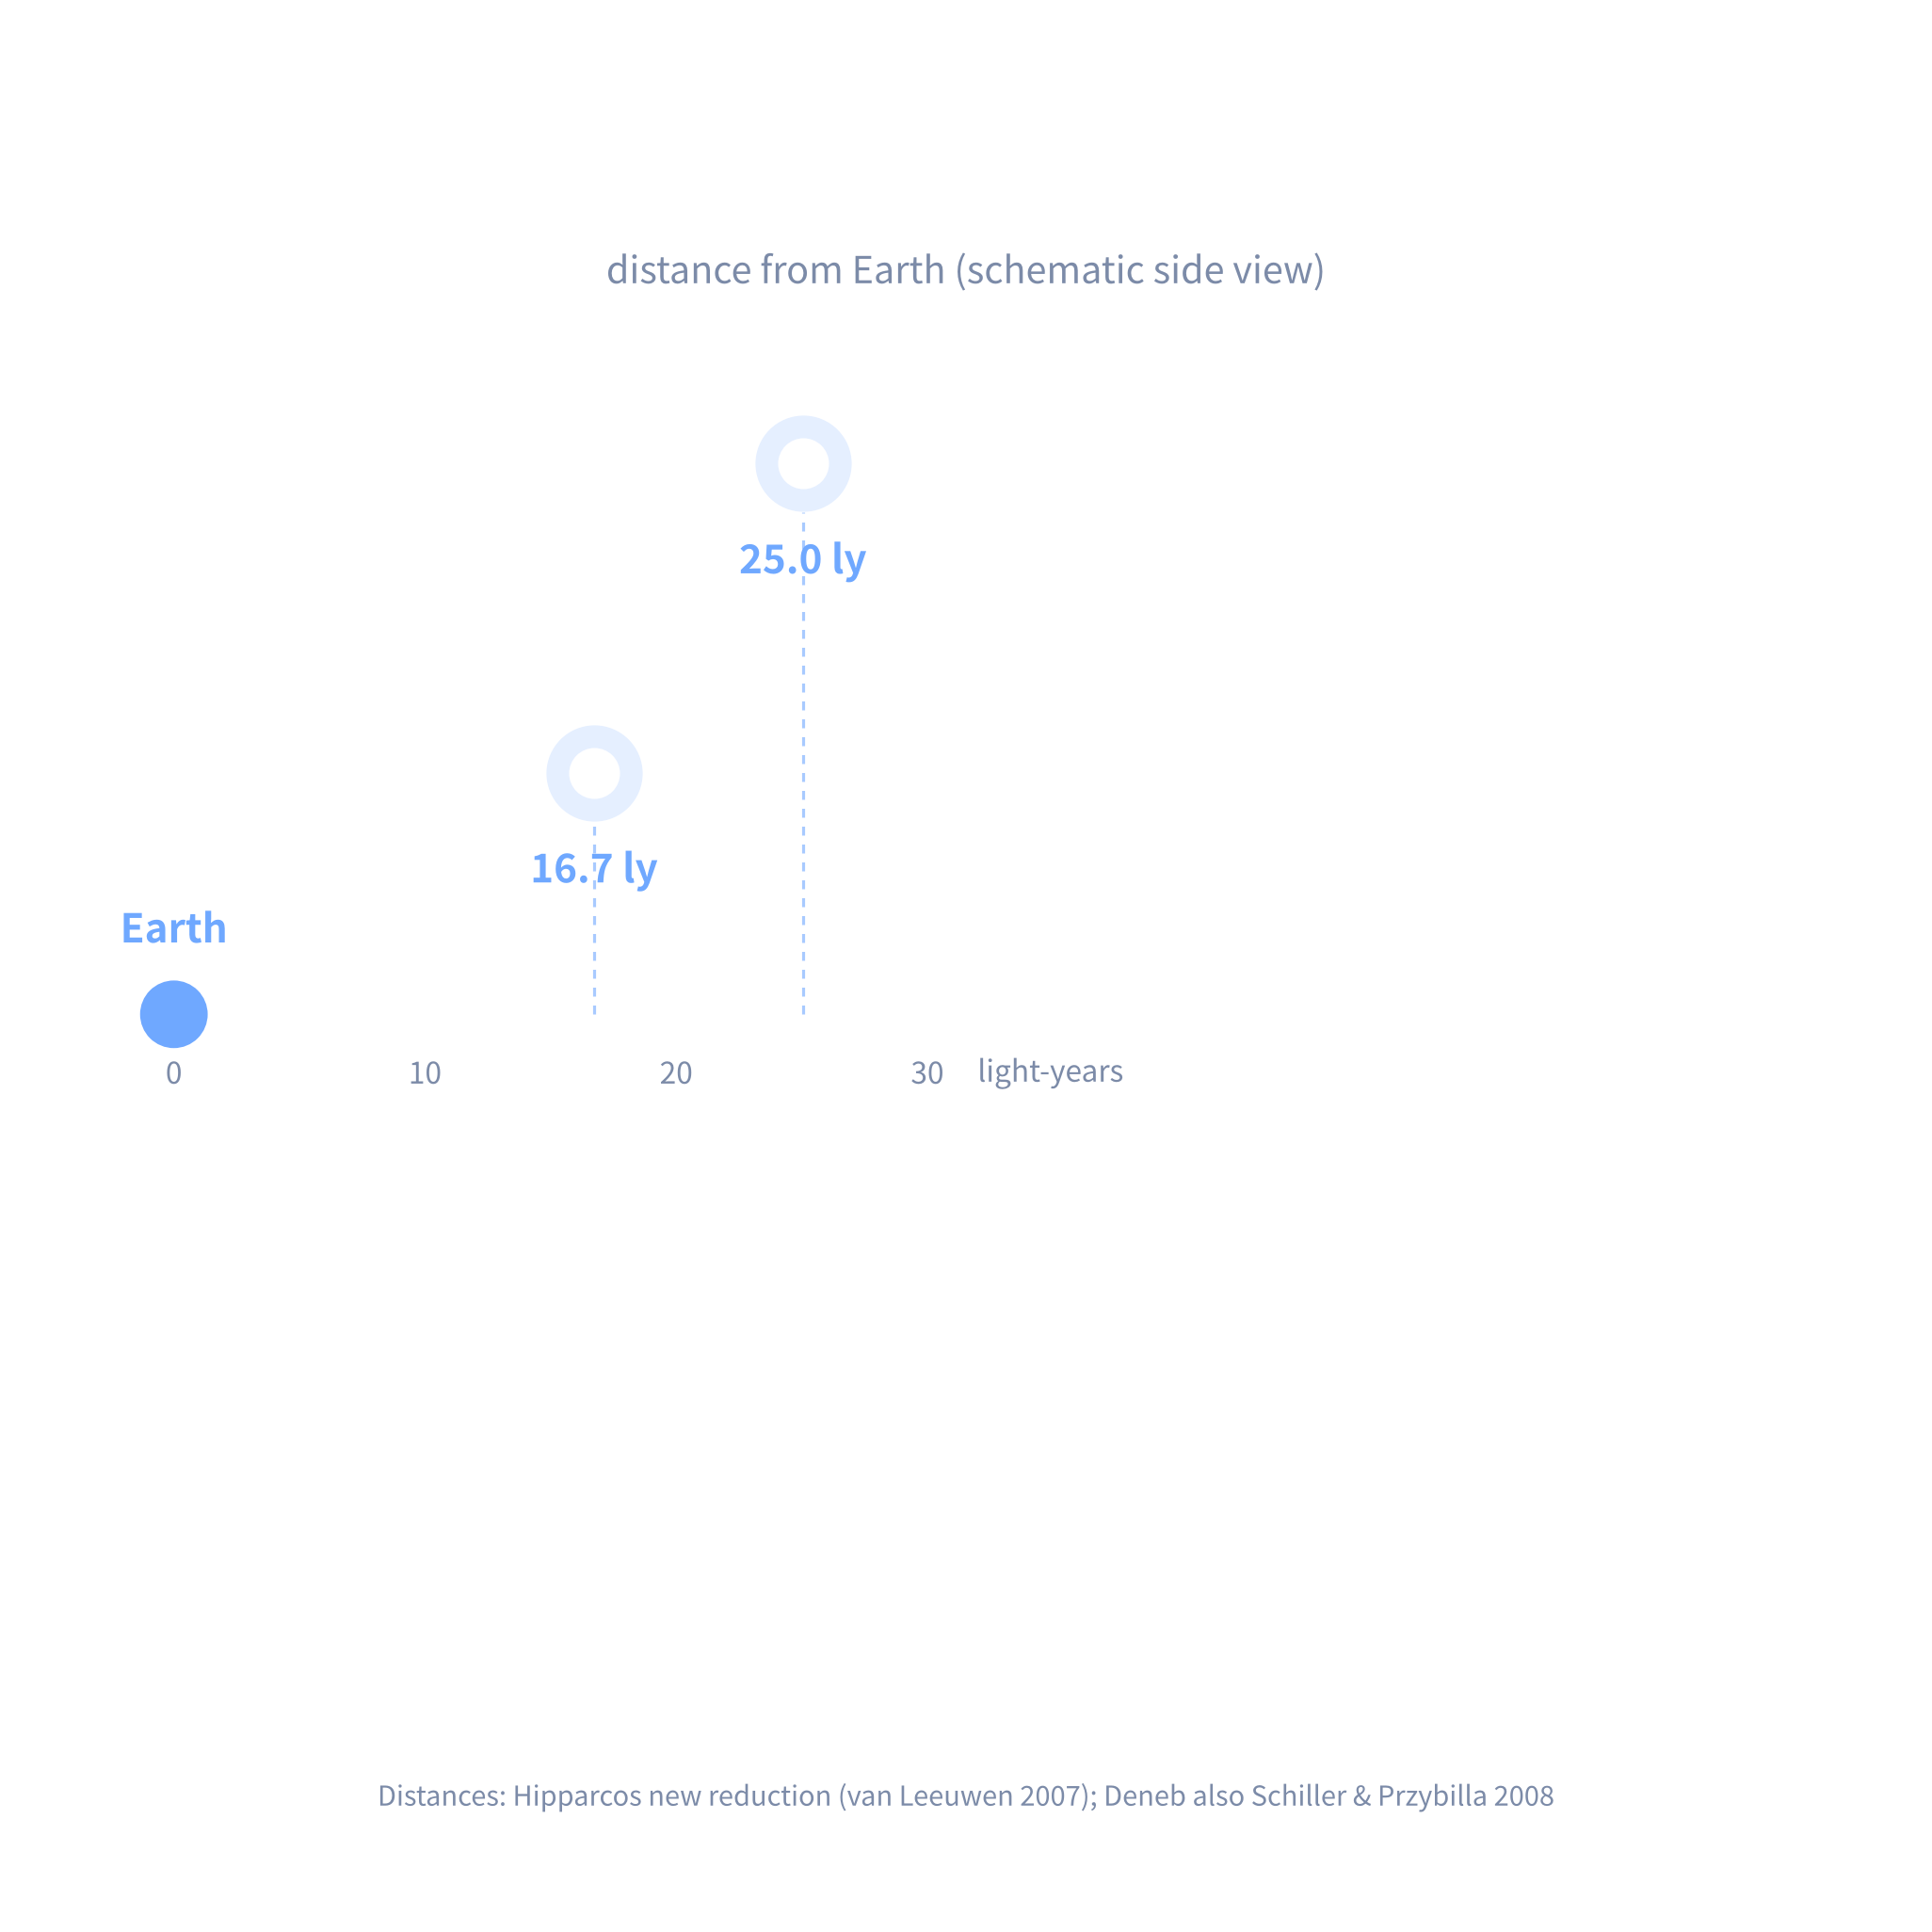 distance from Earth (schematic side view)
25.0 ly
16.7 ly
Earth
0 10 20 30 light-years
Distances: Hipparcos new reduction (van Leeuwen 2007); Deneb also Schiller & Przybilla 2008